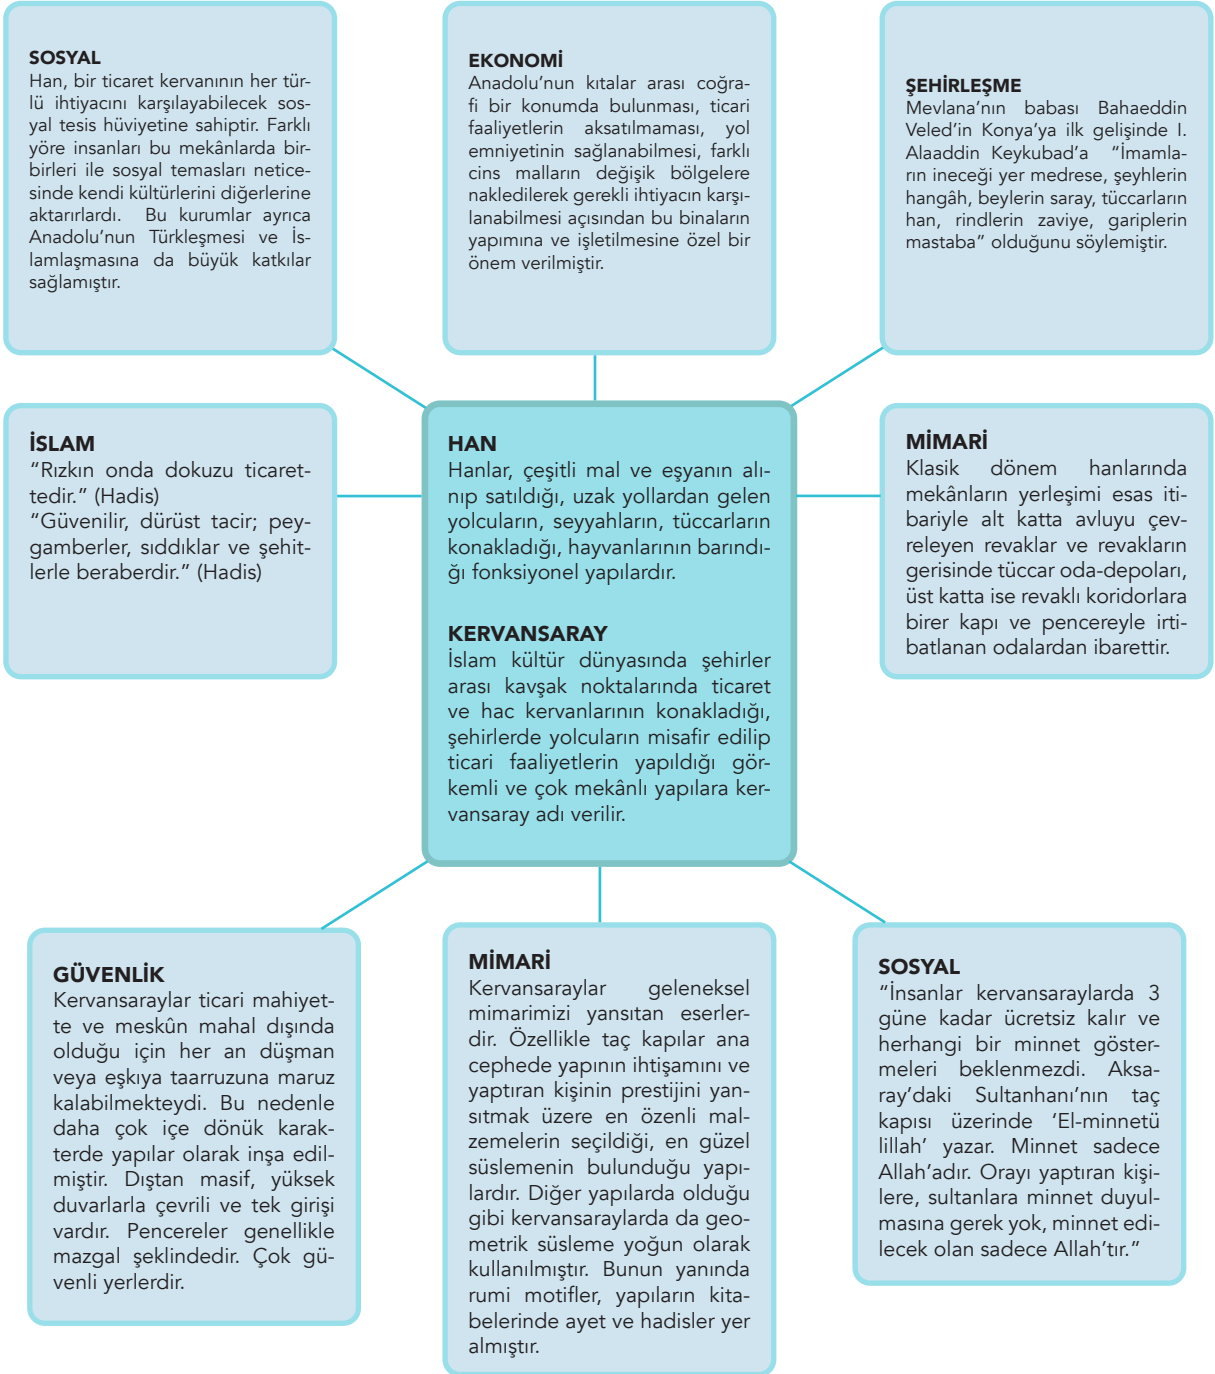 SOSYAL
Han, bir ticaret kervanının her tür-
lü ihtiyacını karşılayabilecek sos-
yal tesis hüviyetine sahiptir. Farklı
yöre insanları bu mekânlarda bir-
birleri ile sosyal temasları netice-
sinde kendi kültürlerini diğerlerine
aktarırlardı. Bu kurumlar ayrıca
Anadolu’nun Türkleşmesi ve İs-
lamlaşmasına da büyük katkılar
sağlamıştır.
EKONOMİ
Anadolu’nun kıtalar arası coğra-
fi bir konumda bulunması, ticari
faaliyetlerin aksatılmaması, yol
emniyetinin sağlanabilmesi, farklı
cins malların değişik bölgelere
nakledilerek gerekli ihtiyacın karşı-
lanabilmesi açısından bu binaların
yapımına ve işletilmesine özel bir
önem verilmiştir.
ŞEHİRLEŞME
Mevlana’nın babası Bahaeddin
Veled’in Konya’ya ilk gelişinde I.
Alaaddin Keykubad’a “İmamla-
rın ineceği yer medrese, şeyhlerin
hangâh, beylerin saray, tüccarların
han, rindlerin zaviye, gariplerin
mastaba” olduğunu söylemiştir.
İSLAM
“Rızkın onda dokuzu ticaret-
tedir.” (Hadis)
“Güvenilir, dürüst tacir; pey-
gamberler, sıddıklar ve şehit-
lerle beraberdir.” (Hadis)
HAN
Hanlar, çeşitli mal ve eşyanın alı-
nıp satıldığı, uzak yollardan gelen
yolcuların, seyyahların, tüccarların
konakladığı, hayvanlarının barındı-
ğı fonksiyonel yapılardır.
KERVANSARAY
İslam kültür dünyasında şehirler
arası kavşak noktalarında ticaret
ve hac kervanlarının konakladığı,
şehirlerde yolcuların misafir edilip
ticari faaliyetlerin yapıldığı gör-
kemli ve çok mekânlı yapılara ker-
vansaray adı verilir.
MİMARİ
Klasik dönem hanlarında
mekânların yerleşimi esas iti-
bariyle alt katta avluyu çev-
releyen revaklar ve revakların
gerisinde tüccar oda-depoları,
üst katta ise revaklı koridorlara
birer kapı ve pencereyle irti-
batlanan odalardan ibarettir.
GÜVENLİK
Kervansaraylar ticari mahiyet-
te ve meskûn mahal dışında
olduğu için her an düşman
veya eşkıya taarruzuna maruz
kalabilmekteydi. Bu nedenle
daha çok içe dönük karak-
terde yapılar olarak inşa edil-
miştir. Dıştan masif, yüksek
duvarlarla çevrili ve tek girişi
vardır. Pencereler genellikle
mazgal şeklindedir. Çok gü-
venli yerlerdir.
MİMARİ
Kervansaraylar geleneksel
mimarimizi yansıtan eserler-
dir. Özellikle taç kapılar ana
cephede yapının ihtişamını ve
yaptıran kişinin prestijini yan-
sıtmak üzere en özenli mal-
zemelerin seçildiği, en güzel
süslemenin bulunduğu yapı-
lardır. Diğer yapılarda olduğu
gibi kervansaraylarda da geo-
metrik süsleme yoğun olarak
kullanılmıştır. Bunun yanında
rumi motifler, yapıların kita-
belerinde ayet ve hadisler yer
almıştır.
SOSYAL
“İnsanlar kervansaraylarda 3
güne kadar ücretsiz kalır ve
herhangi bir minnet göster-
meleri beklenmezdi. Aksa-
ray’daki Sultanhanı’nın taç
kapısı üzerinde ‘El-minnetü
lillah’ yazar. Minnet sadece
Allah’adır. Orayı yaptıran kişi-
lere, sultanlara minnet duyul-
masına gerek yok, minnet edi-
lecek olan sadece Allah’tır.”